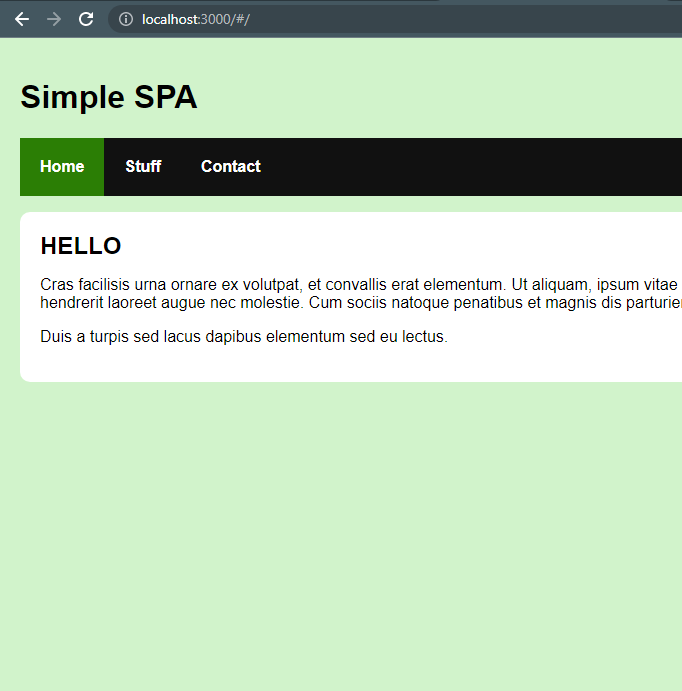 localhost:3000/#/
Simple SPA
Home Stuff Contact
HELLO
Cras facilisis urna ornare ex volutpat, et convallis erat elementum. Ut aliquam, ipsum vitae
hendrerit laoreet augue nec molestie. Cum sociis natoque penatibus et magnis dis
Duis a turpis sed lacus dapibus elementum sed eu lectus.